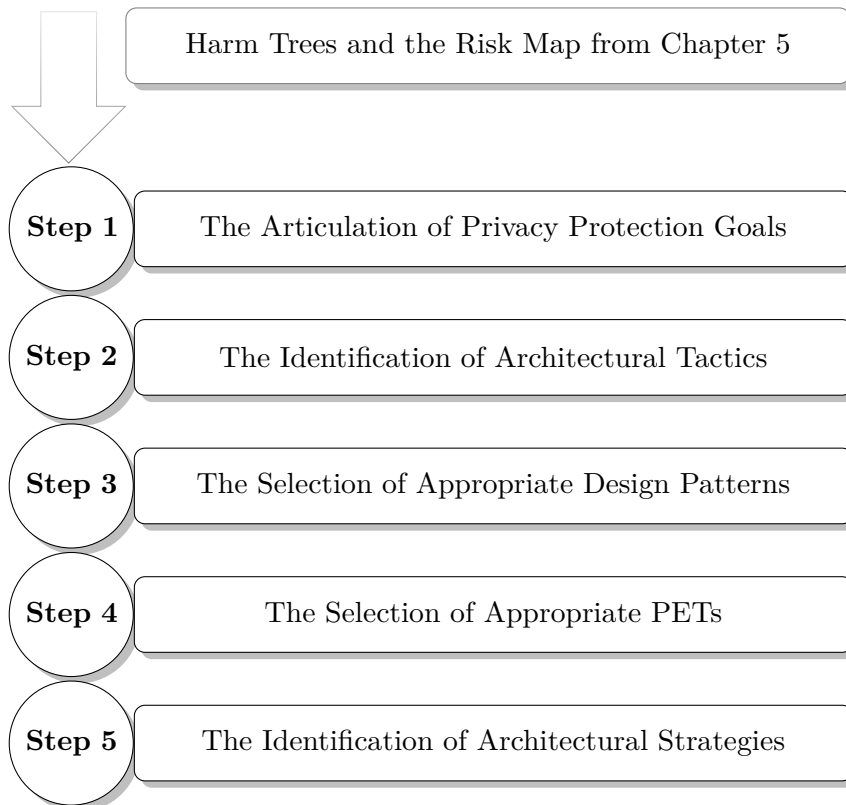 Harm Trees and the Risk Map from Chapter 5
Step 1 The Articulation of Privacy Protection Goals
Step 2 The Identification of Architectural Tactics
Step 3 The Selection of Appropriate Design Patterns
Step 4 The Selection of Appropriate PETs
Step 5 The Identification of Architectural Strategies